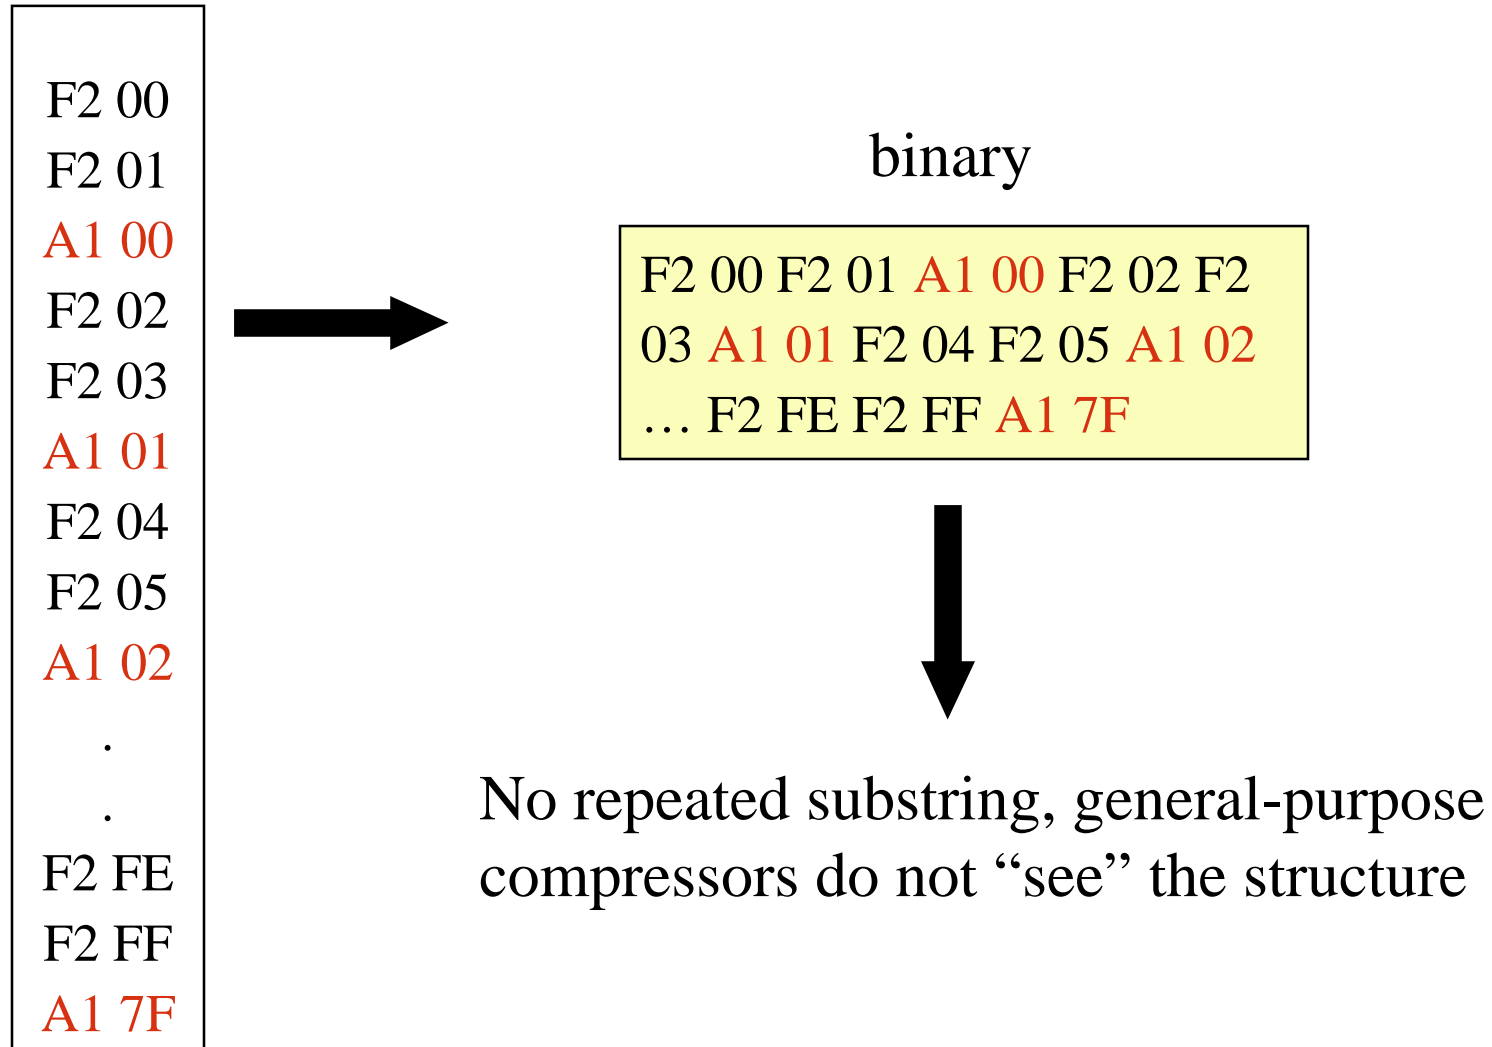 F2 00
F2 01
A1 00
F2 02
F2 03
A1 01
F2 04
F2 05
A1 02
.
.
F2 FE
F2 FF
A1 7F
binary
F2 00 F2 01 A1 00 F2 02 F2
03 A1 01 F2 04 F2 05 A1 02
… F2 FE F2 FF A1 7F
No repeated substring, general-purpose
compressors do not “see” the structure